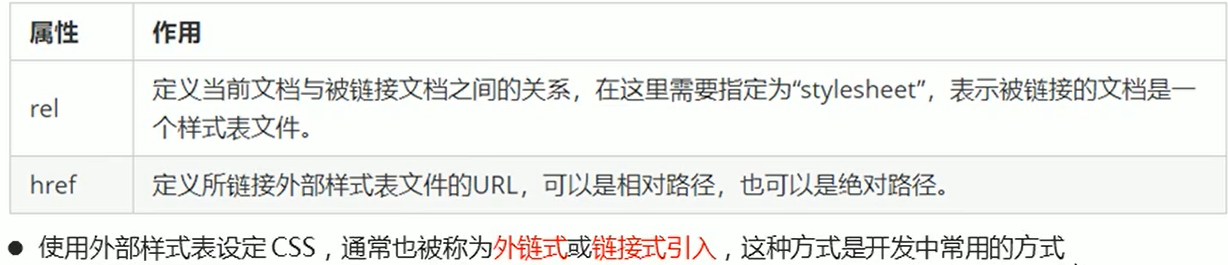 属性 作用
rel 定义当前文档与被链接文档之间的关系，在这里需要指定为“stylesheet”，表示被链接的文档是一
个样式表文件。
href 定义所链接外部样式表文件的URL，可以是相对路径，也可以是绝对路径。
● 使用外部样式表设定 CSS，通常也被称为外链式或链接式引入，这种方式是开发中常用的方式